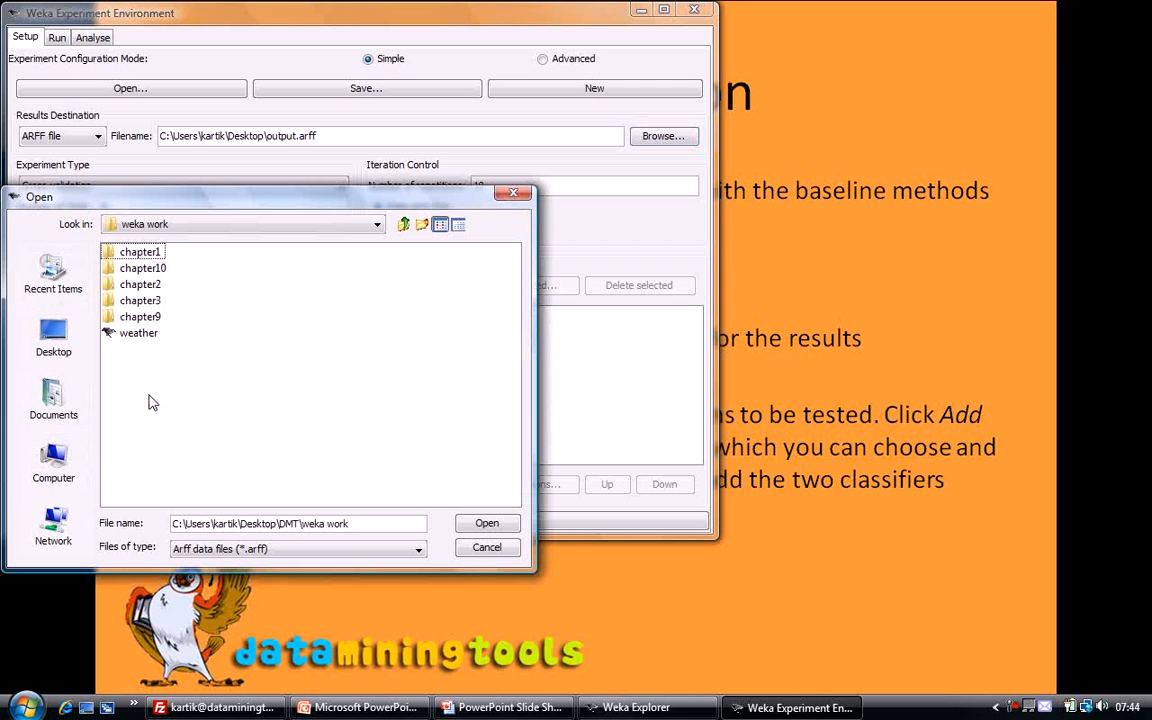 Weka Experiment Environment
Setup Run Analyse
Experiment Configuration Mode: Simple Advanced
Open... Save... New
Results Destination
ARFF file Filename: C:\Users\kartik\Desktop\output.arff Browse...
Experiment Type Iteration Control
with the baseline methods
Open
Look in: weka work
chapter1
chapter10
chapter2
chapter3
chapter9
weather
Recent Items
Desktop
Documents
Computer
Network
Delete selected
for the results
to be tested. Click Add
which you can choose and
the two classifiers
Up Down
File name: C:\Users\kartik\Desktop\DMT\weka work Open
Files of type: Arff data files (*.arff) Cancel
dataminingtools
kartik@dataminingt... Microsoft PowerPoi... PowerPoint Slide Sh... Weka Explorer Weka Experiment En... 07:44